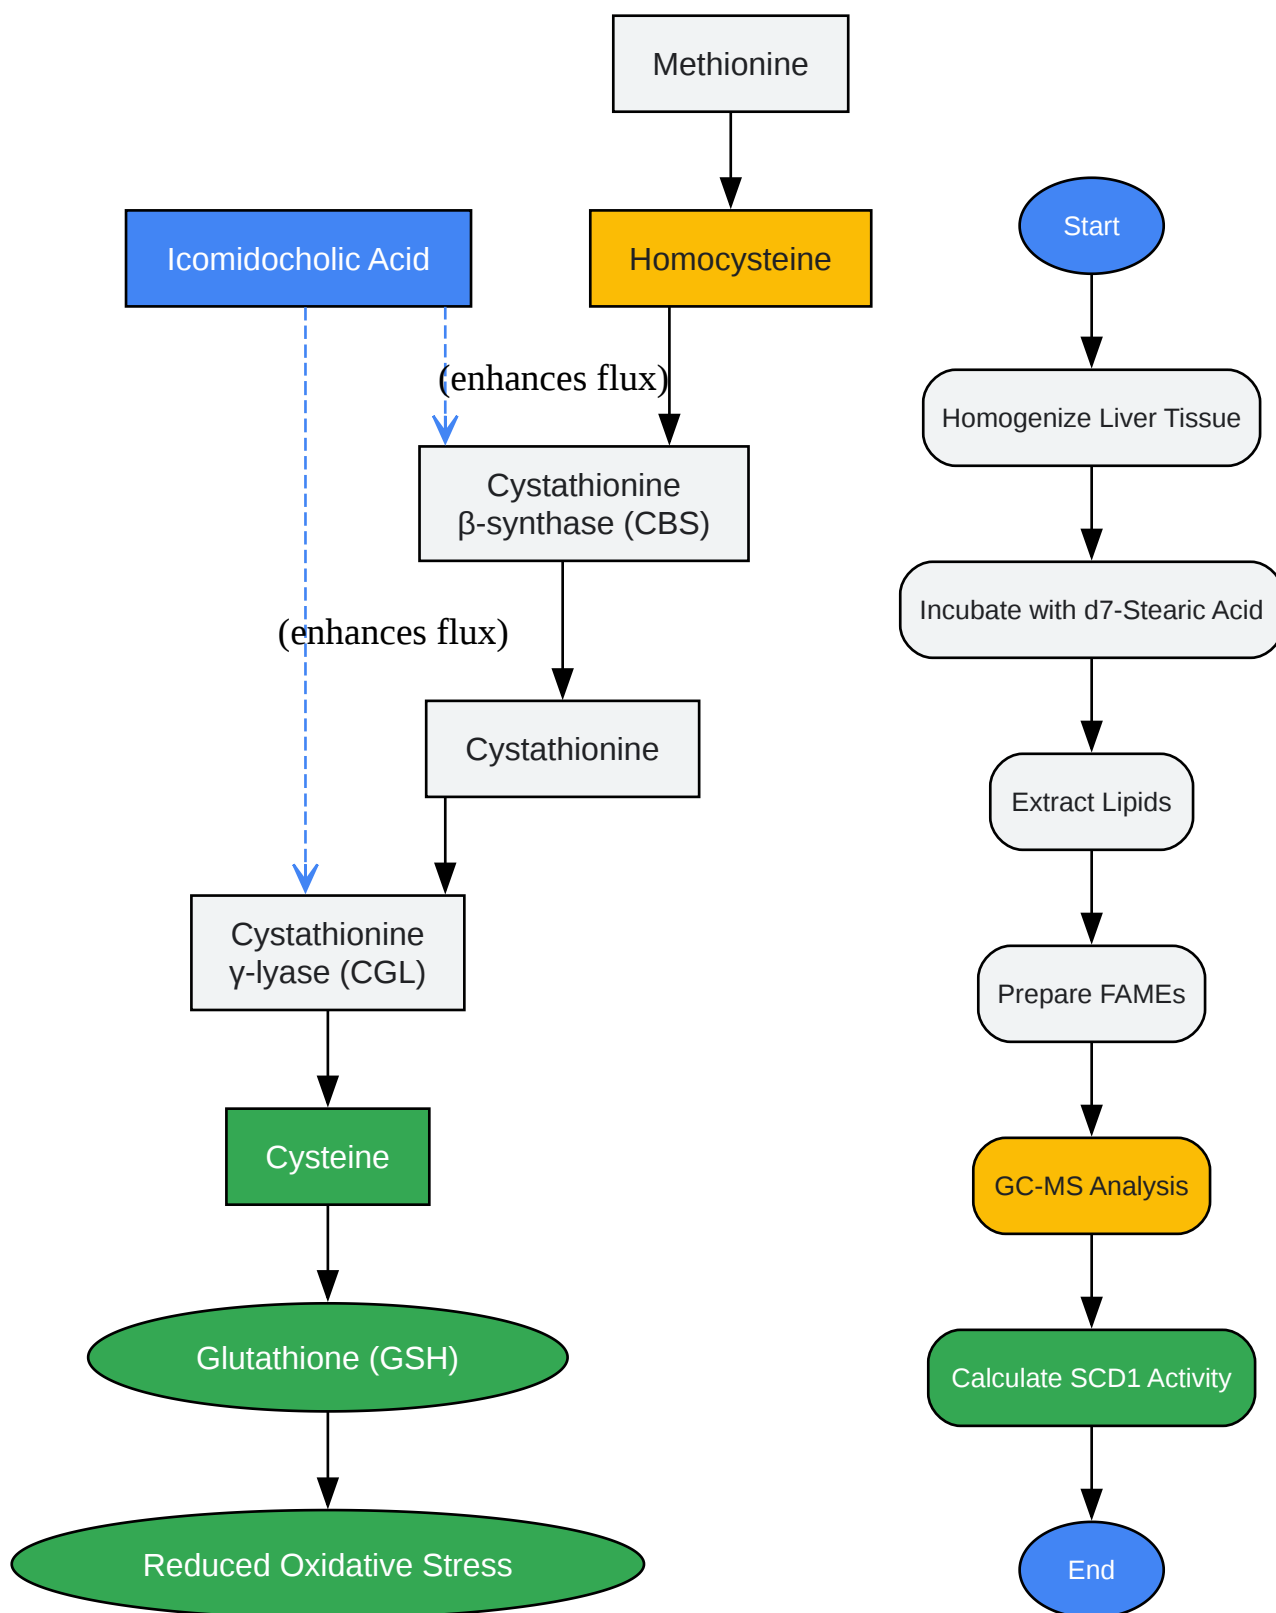 Methionine
Icomidocholic Acid
Homocysteine
(enhances flux)
Cystathionine
β-synthase (CBS)
(enhances flux)
Cystathionine
Cystathionine
γ-lyase (CGL)
Cysteine
Glutathione (GSH)
Reduced Oxidative Stress
Start
Homogenize Liver Tissue
Incubate with d7-Stearic Acid
Extract Lipids
Prepare FAMEs
GC-MS Analysis
Calculate SCD1 Activity
End